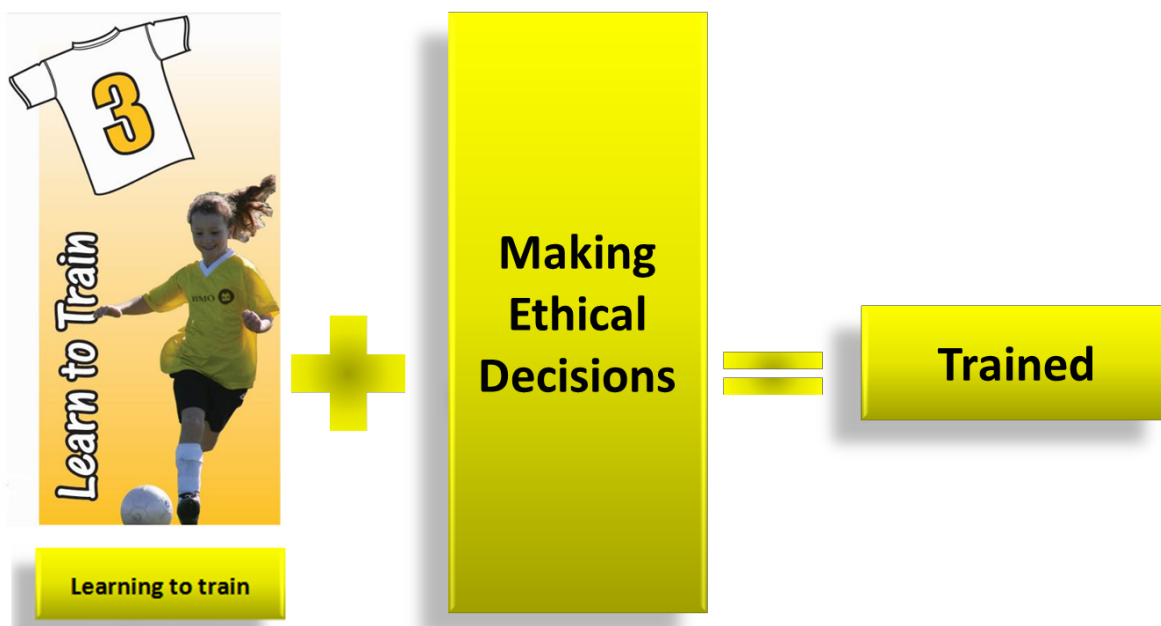 3
Learn to Train
BMO
Learning to train
Making
Ethical
Decisions
Trained